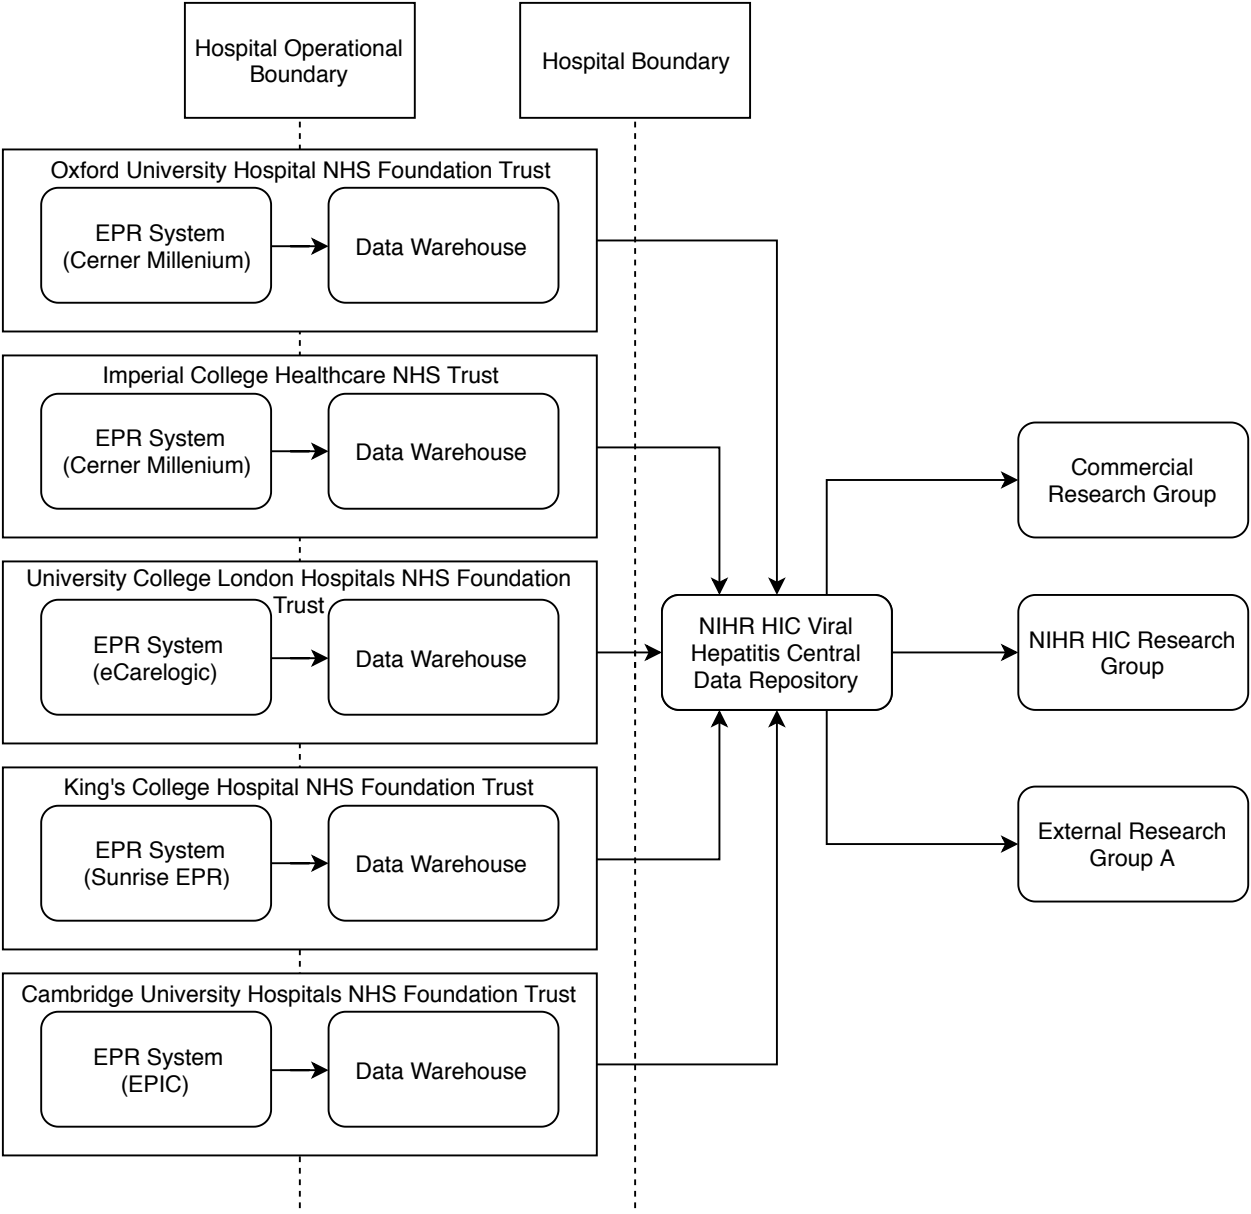 Hospital Operational
Boundary
Hospital Boundary
Oxford University Hospital NHS Foundation Trust
EPR System
(Cerner Millenium)
Data Warehouse
Imperial College Healthcare NHS Trust
EPR System
(Cerner Millenium)
Data Warehouse
University College London Hospitals NHS Foundation
Trust
EPR System
(eCarelogic)
Data Warehouse
King's College Hospital NHS Foundation Trust
EPR System
(Sunrise EPR)
Data Warehouse
Cambridge University Hospitals NHS Foundation Trust
EPR System
(EPIC)
Data Warehouse
NIHR HIC Viral
Hepatitis Central
Data Repository
Commercial
Research Group
NIHR HIC Research
Group
External Research
Group A